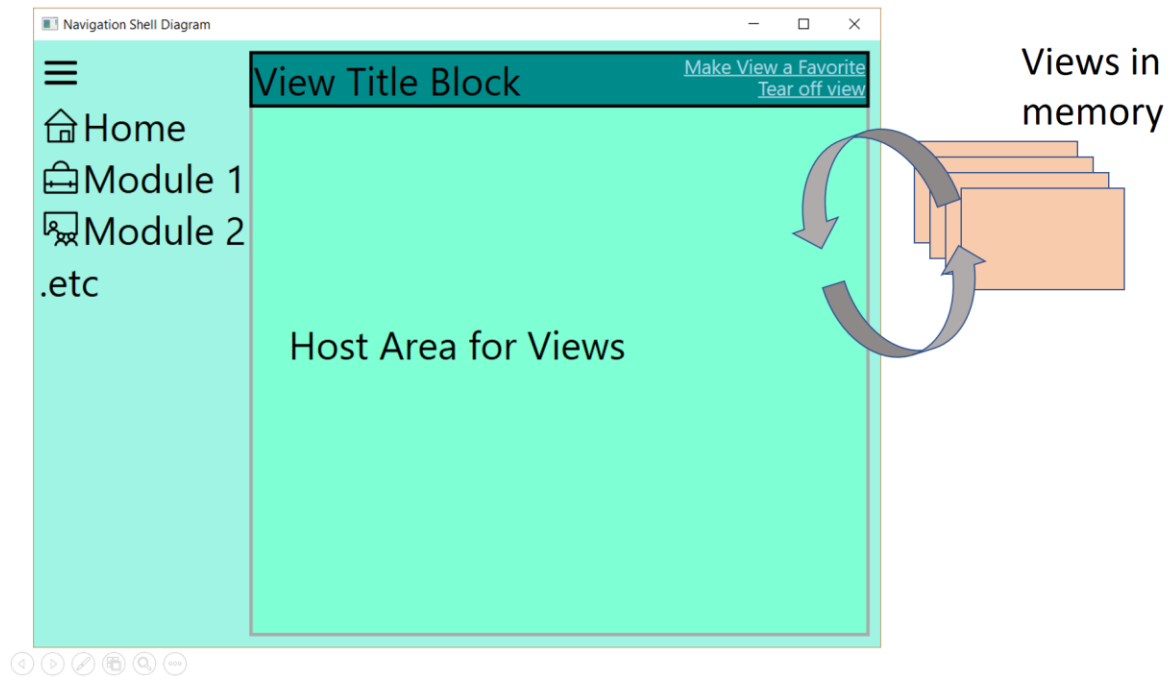 Navigation Shell Diagram
View Title Block
Make View a Favorite
Tear off view
Home
Module 1
Module 2
.etc
Host Area for Views
Views in
memory